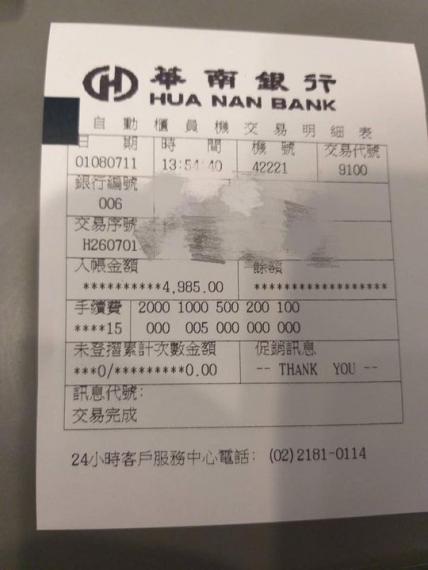 華南銀行
HUA NAN BANK
自動櫃員機交易明細表
日期 時間 機號 交易代號
01080711 13:54:40 42221 9100
銀行編號
006
交易序號
H260701
入帳金額 餘額
**********4,985.00 ******************
手續費 2000 1000 500 200 100
****15 000 005 000 000 000
未登摺累計次數金額 促銷訊息
***0/*********0.00 -- THANK YOU --
訊息代號:
交易完成
24小時客戶服務中心電話: (02)2181-0114